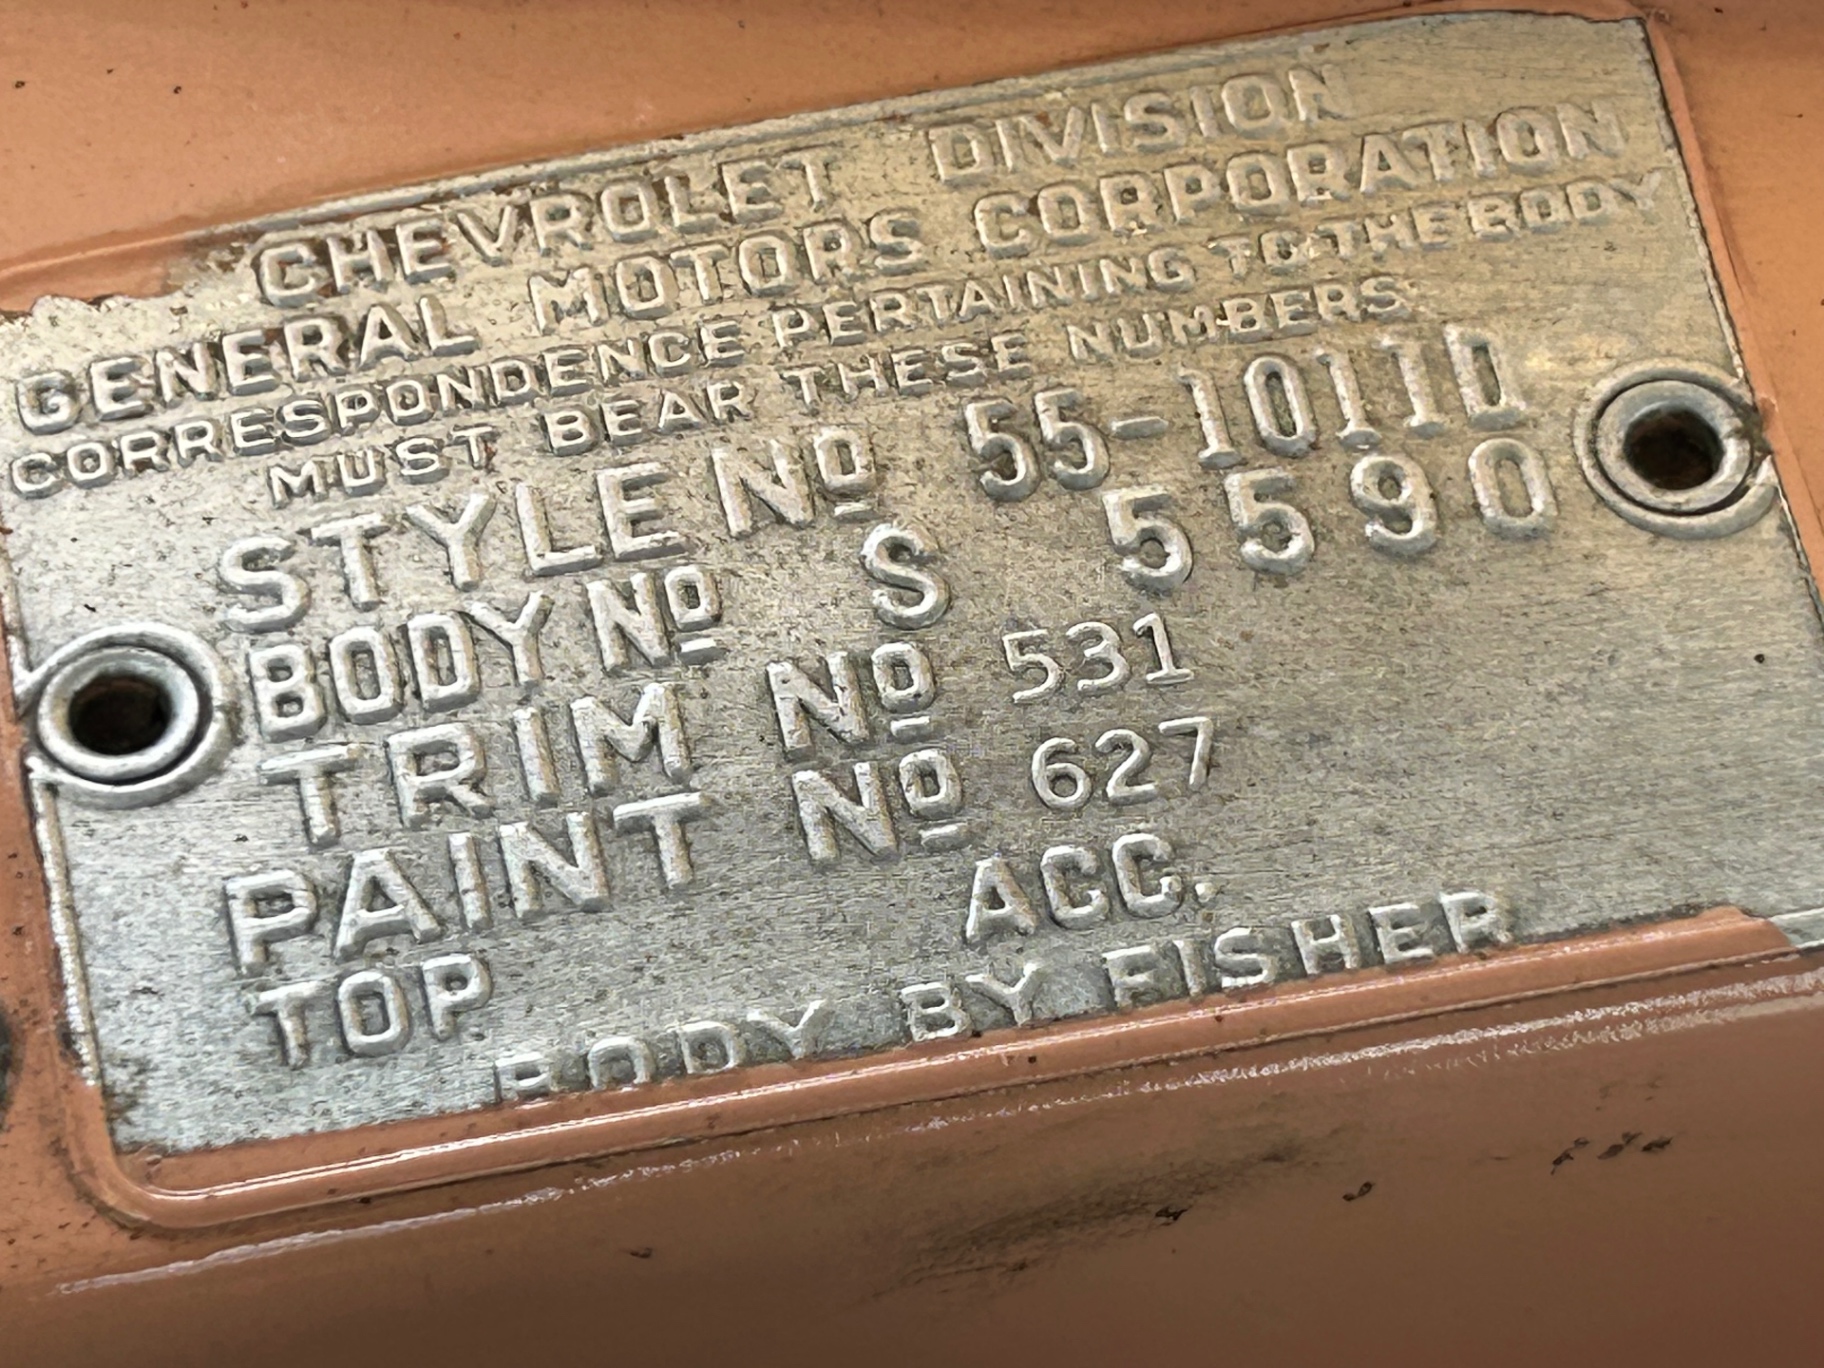 CHEVROLET DIVISION
GENERAL MOTORS CORPORATION
CORRESPONDENCE PERTAINING TO THE BODY
MUST BEAR THESE NUMBERS
STYLE Nº 55-1011D
BODY Nº S 5590
TRIM Nº 531
PAINT Nº 627
TOP ACC.
BODY BY FISHER